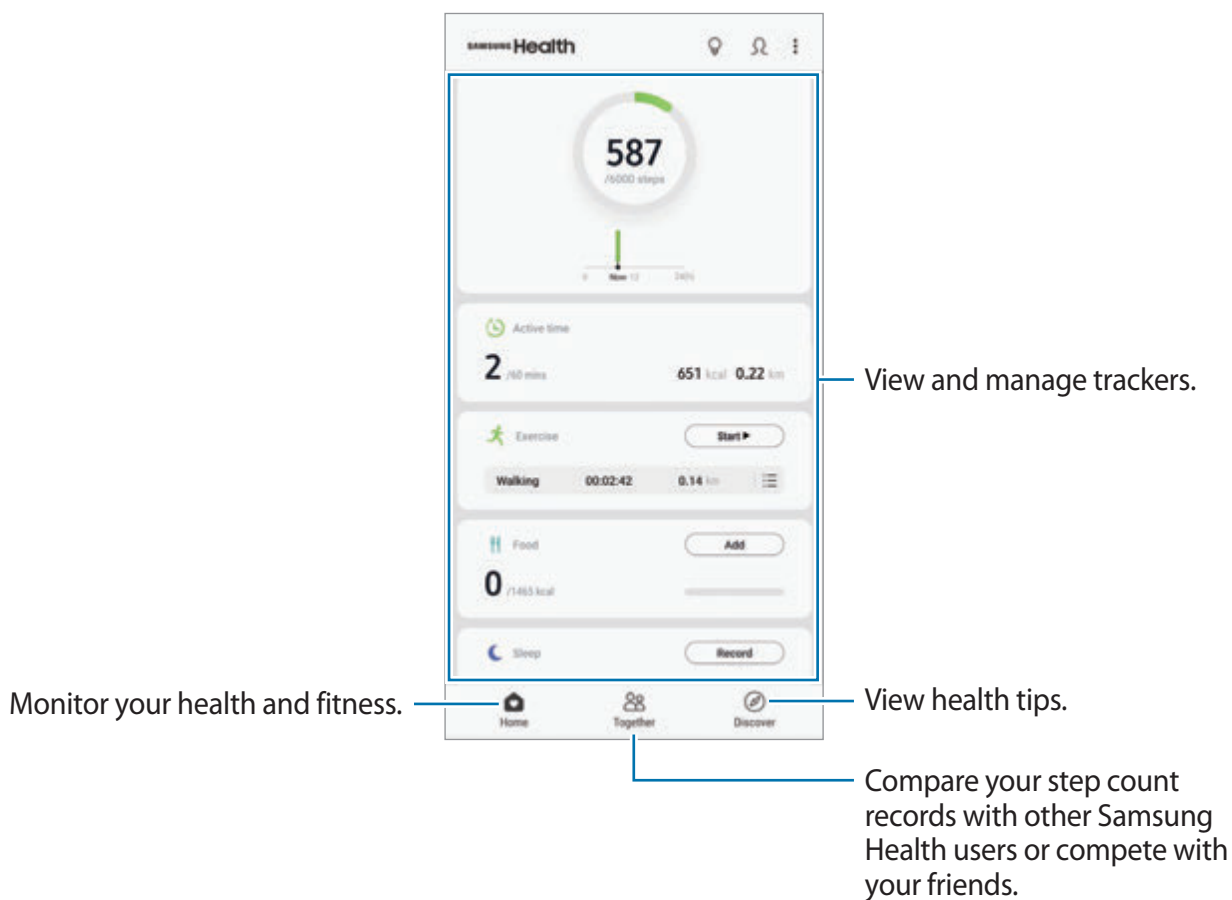 SAMSUNG Health
587
/6000 steps
0 Now 12 24(h)
Active time
2 /60 mins 651 kcal 0.22 km
View and manage trackers.
Exercise Start
Walking 00:02:42 0.14 km
Food Add
0 /1465 kcal
Sleep Record
Monitor your health and fitness.
Home Together Discover
View health tips.
Compare your step count
records with other Samsung
Health users or compete with
your friends.